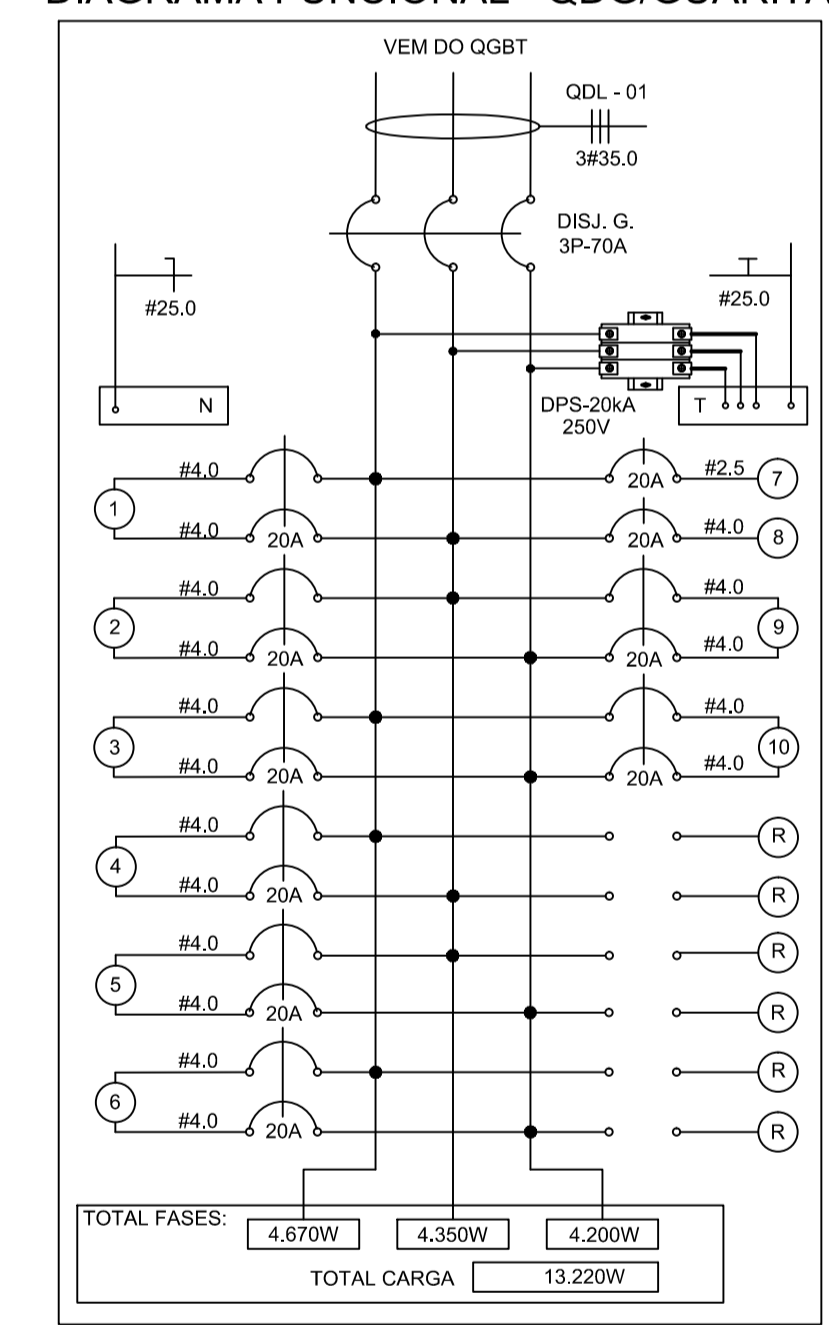 VEM DO QGBT
QDL - 01
3#35.0
DISJ. G.
3P-70A
#25.0
#25.0
N
DPS-20kA
250V
T
1
#4.0
#4.0
20A
20A
#2.5
7
20A
#4.0
8
2
#4.0
#4.0
20A
20A
#4.0
#4.0
9
3
#4.0
#4.0
20A
20A
#4.0
#4.0
10
4
#4.0
#4.0
20A
R
R
5
#4.0
#4.0
20A
R
R
6
#4.0
#4.0
20A
R
R
TOTAL FASES:
4.670W
4.350W
4.200W
TOTAL CARGA
13.220W